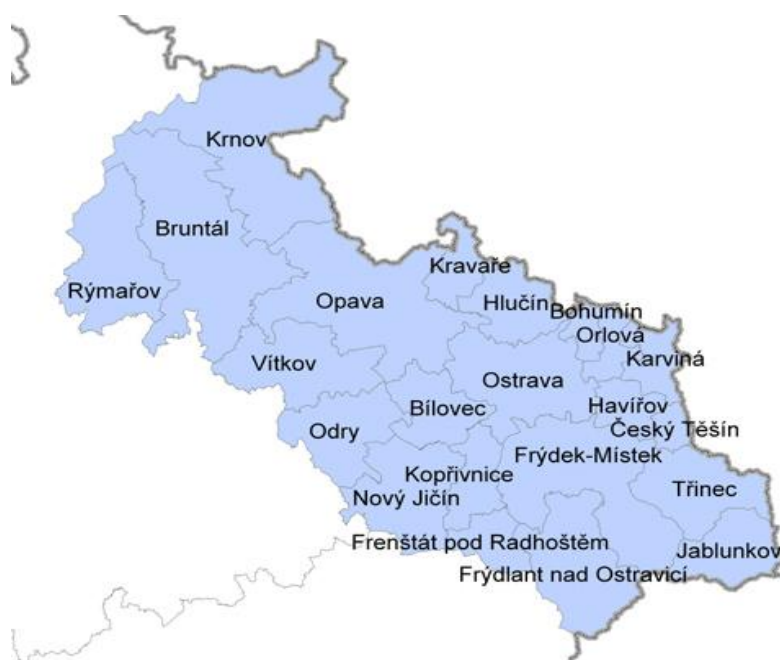 Krnov
Bruntál
Rýmařov
Kravaře
Opava
Hlučín
Bohumín
Orlová
Karviná
Vítkov
Ostrava
Bílovec
Havířov
Odry
Český Těšín
Frýdek-Místek
Kopřivnice
Třinec
Nový Jičín
Frenštát pod Radhoštěm
Jablunkov
Frýdlant nad Ostravicí